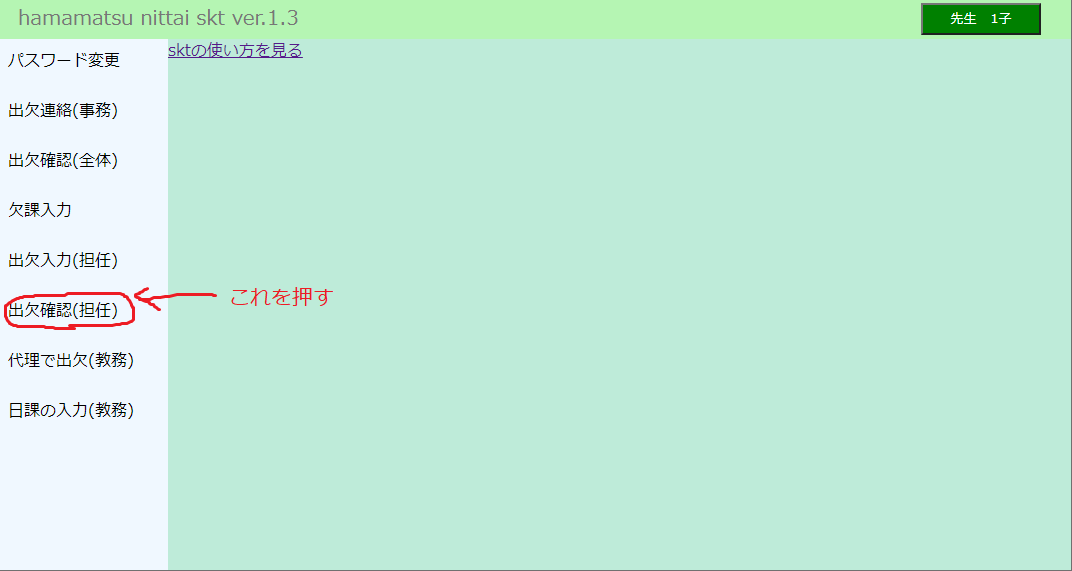 hamamatsu nittai skt ver.1.3
先生　1子
パスワード変更
sktの使い方を見る
出欠連絡(事務)
出欠確認(全体)
欠課入力
出欠入力(担任)
出欠確認(担任)
これを押す
代理で出欠(教務)
日課の入力(教務)